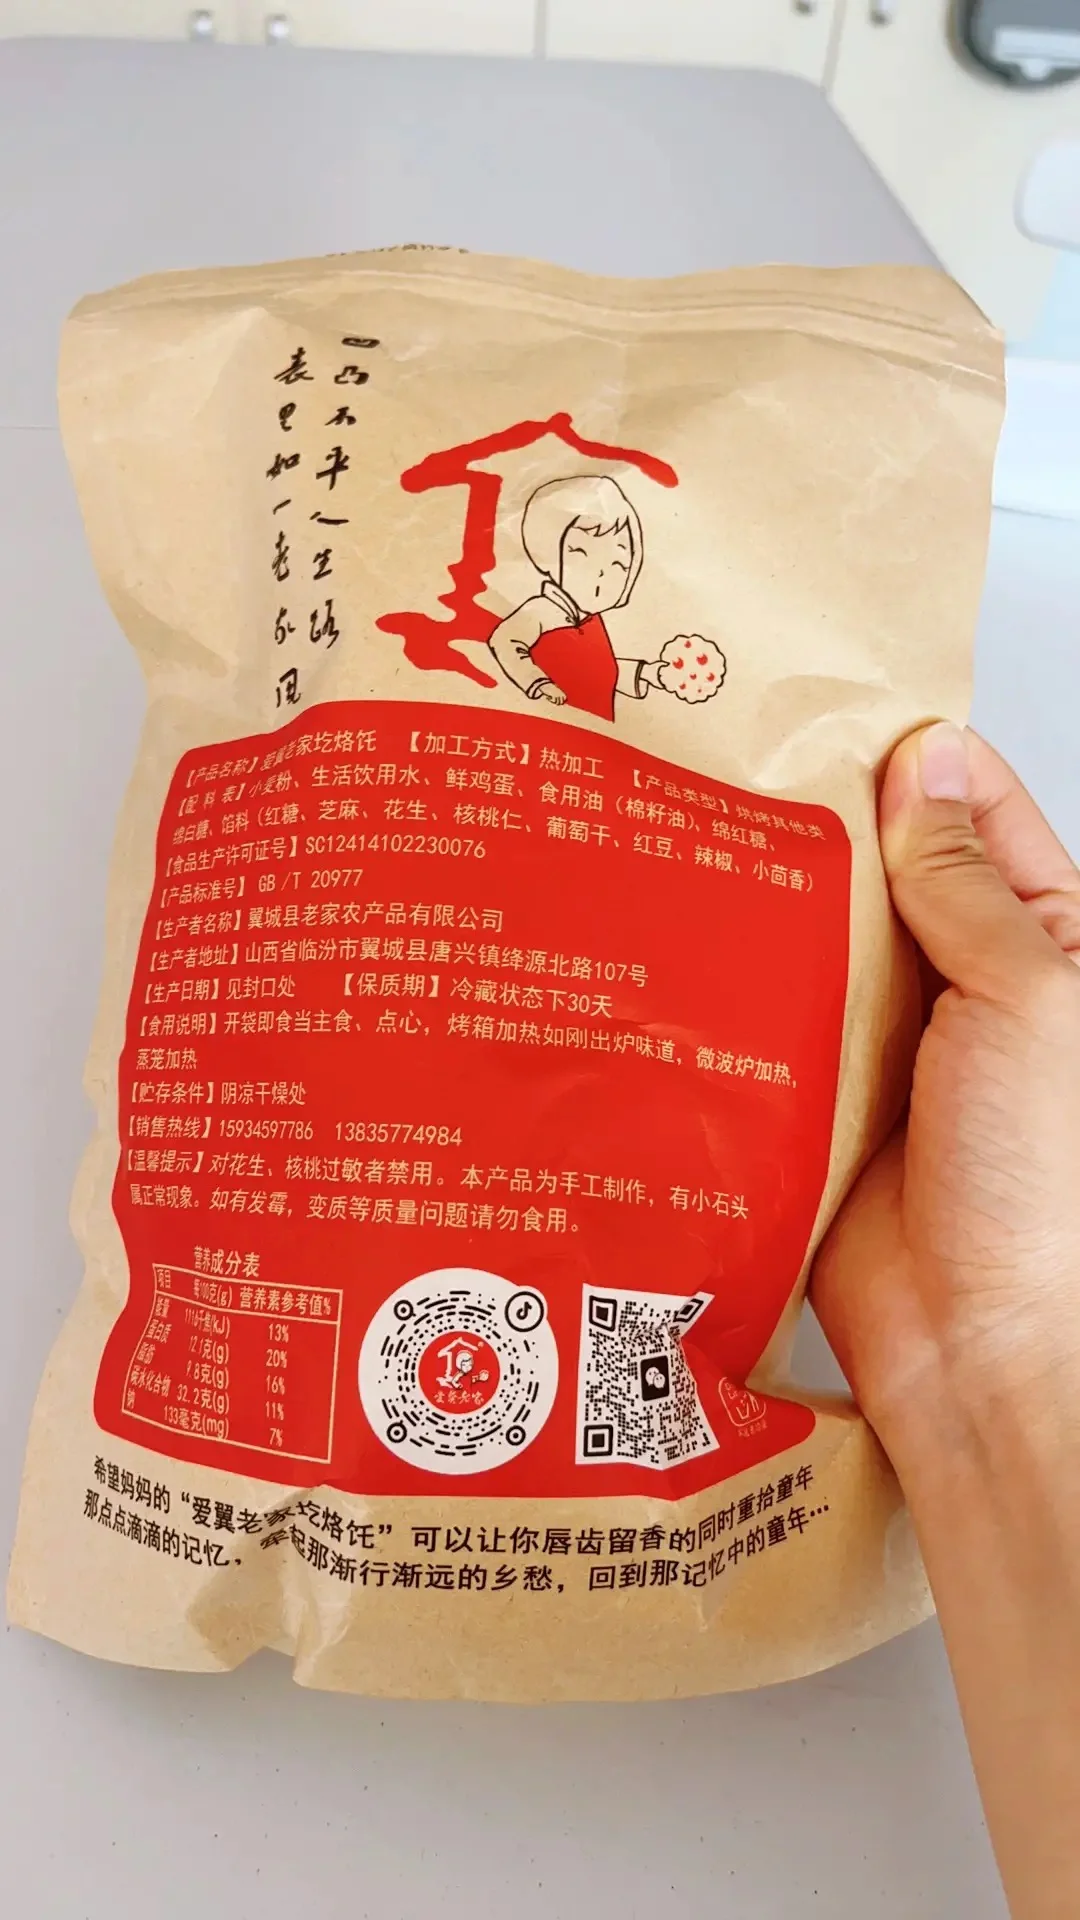 凹凸不平人生路
表里如一老家风
【产品名称】爱翼老家圪烙饦 【加工方式】热加工 【产品类型】烘烤其他类
【配 料 表】小麦粉、生活饮用水、鲜鸡蛋、食用油（棉籽油）、绵红糖、
绵白糖、馅料（红糖、芝麻、花生、核桃仁、葡萄干、红豆、辣椒、小茴香）
【食品生产许可证号】SC12414102230076
【产品标准号】GB/T 20977
【生产者名称】翼城县老家农产品有限公司
【生产者地址】山西省临汾市翼城县唐兴镇绛源北路107号
【生产日期】见封口处 【保质期】冷藏状态下30天
【食用说明】开袋即食当主食、点心，烤箱加热如刚出炉味道，微波炉加热，
蒸笼加热
【贮存条件】阴凉干燥处
【销售热线】15934597786 13835774984
【温馨提示】对花生、核桃过敏者禁用。本产品为手工制作，有小石头
属正常现象。如有发霉，变质等质量问题请勿食用。
营养成分表
项目 每100克(g) 营养素参考值%
能量 1116千焦(kJ) 13%
蛋白质 12.1克(g) 20%
脂肪 9.8克(g) 16%
碳水化合物 32.2克(g) 11%
钠 133毫克(mg) 7%
希望妈妈的“爱翼老家圪烙饦”可以让你唇齿留香的同时重拾童年
那点点滴滴的记忆，牵起那渐行渐远的乡愁，回到那记忆中的童年…